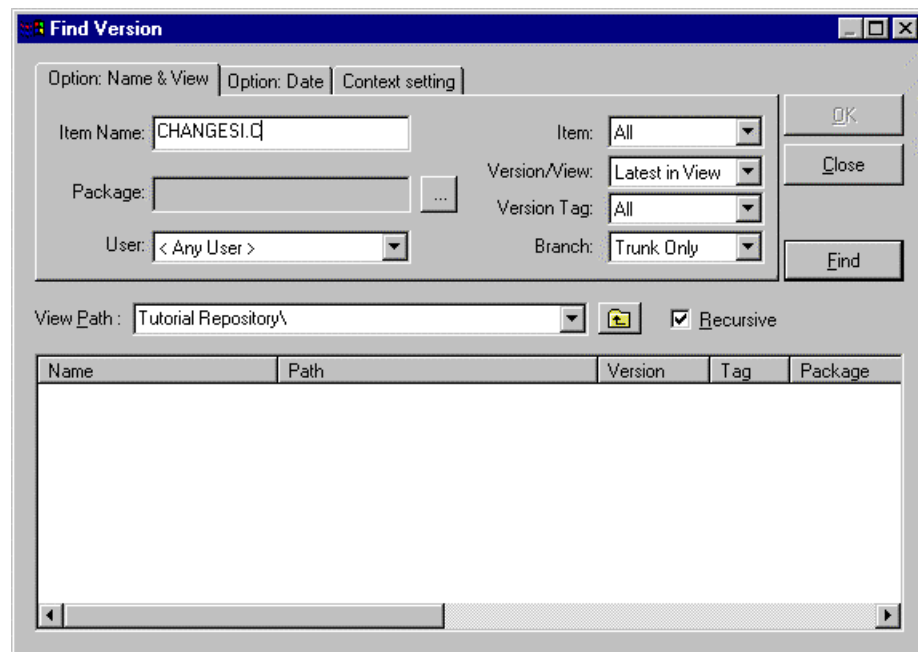 Find Version
Option: Name & View Option: Date Context setting
Item Name: CHANGESI.C Item: All OK
Version/View: Latest in View Close
Package: ... Version Tag: All
User: < Any User > Branch: Trunk Only Find
View Path : Tutorial Repository\ Recursive
Name Path Version Tag Package